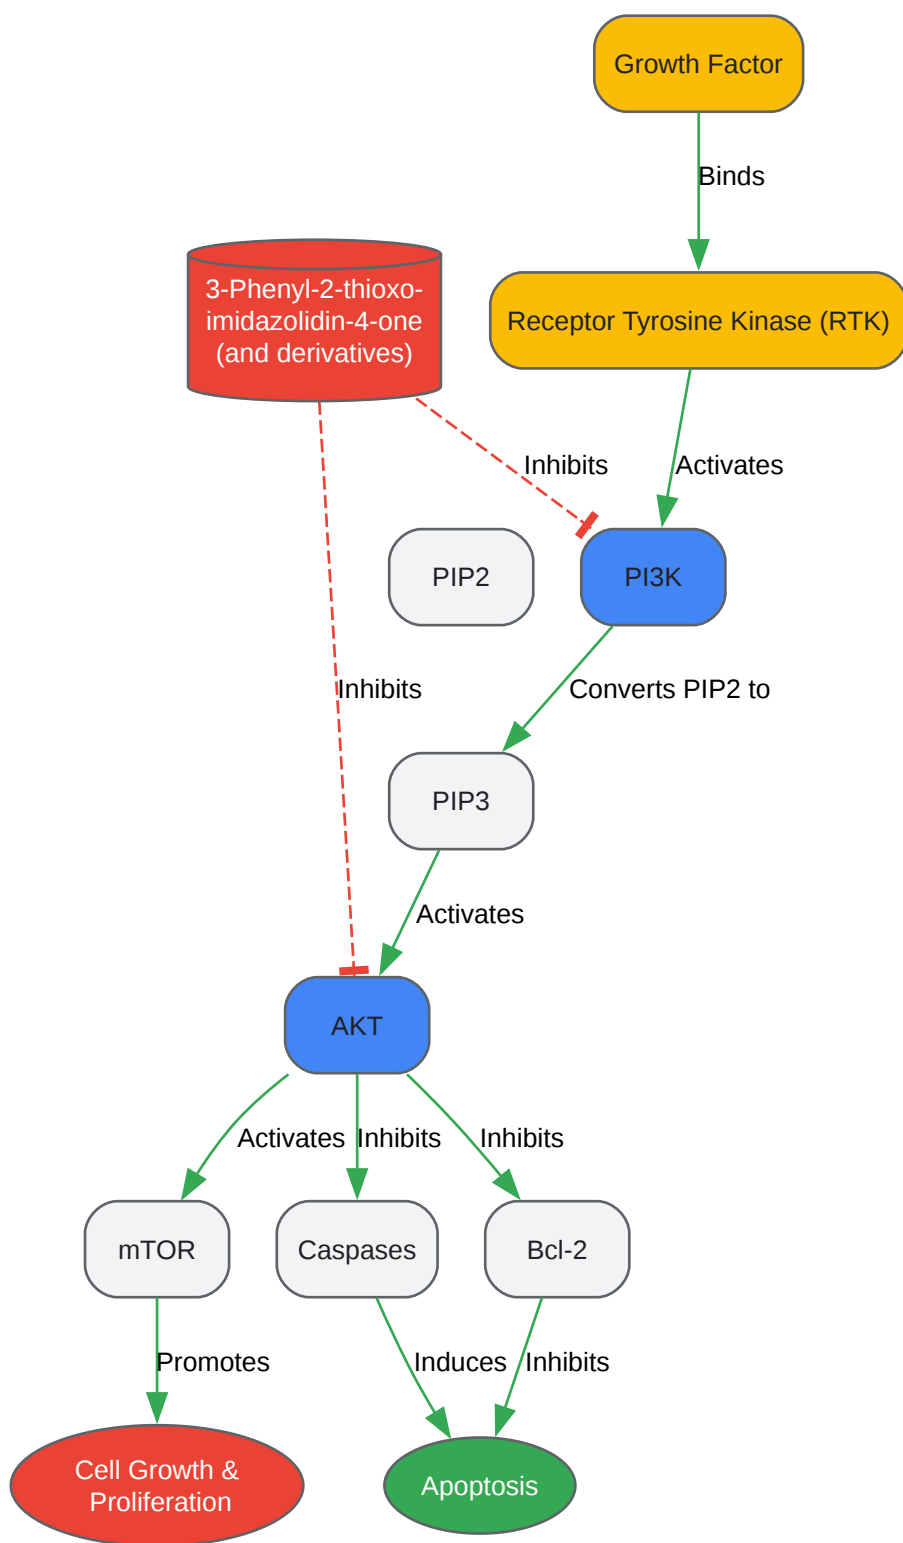 Growth Factor
Binds
3-Phenyl-2-thioxo-
imidazolidin-4-one
(and derivatives)
Receptor Tyrosine Kinase (RTK)
Inhibits
Activates
PIP2
PI3K
Inhibits
Converts PIP2 to
PIP3
Activates
AKT
Activates
Inhibits
Inhibits
mTOR
Caspases
Bcl-2
Promotes
Induces
Inhibits
Cell Growth &
Proliferation
Apoptosis